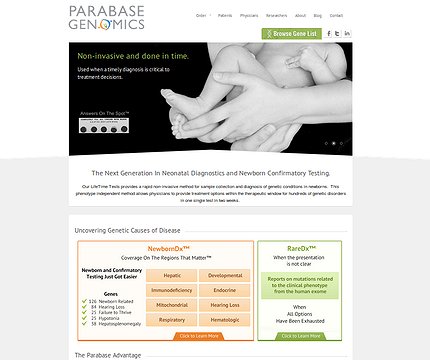 PARABASE
GENOMICS
Order Patients Physicians Researchers About Blog Contact
Browse Gene List
Non-invasive and done in time.
Used when a timely diagnosis is critical to
treatment decisions.
Answers On The Spot™
The Next Generation in Neonatal Diagnostics and Newborn Confirmatory Testing.
Our LifeTime Tests provides a rapid non invasive method for sample collection and diagnosis of genetic conditions in newborns. This
phenotype independent method allows physicians to provide treatment options within the therapeutic window for hundreds of genetic disorders
in one single test in two weeks.
Uncovering Genetic Causes of Disease
NewbornDx™
Coverage On The Regions That Matter™
Newborn and Confirmatory
Testing Just Got Easier
Genes
126 Newborn Related
84 Hearing Loss
25 Failure to Thrive
25 Hypotonia
38 Hepatosplenomegaly
Hepatic Developmental
Immunodeficiency Endocrine
Mitochondrial Hearing Loss
Respiratory Hematologic
Click to Learn More
RareDx™
When the presentation
is not clear
Reports on mutations related
to the clinical phenotype
from the human exome
When
All Options
Have Been Exhausted
Click to Learn More
The Parabase Advantage